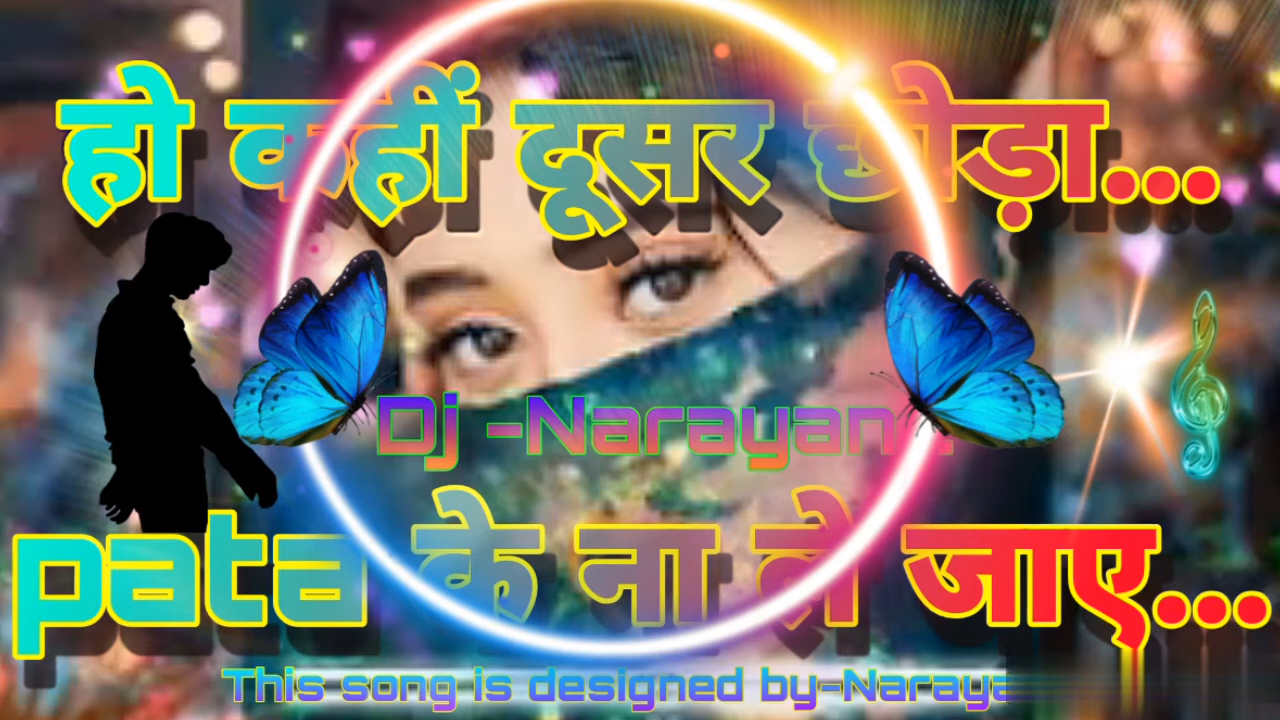 हो कहीं दूसर छोड़ा...
Dj -Narayan
pata के ना ले जाए...
This song is designed by-Naraya